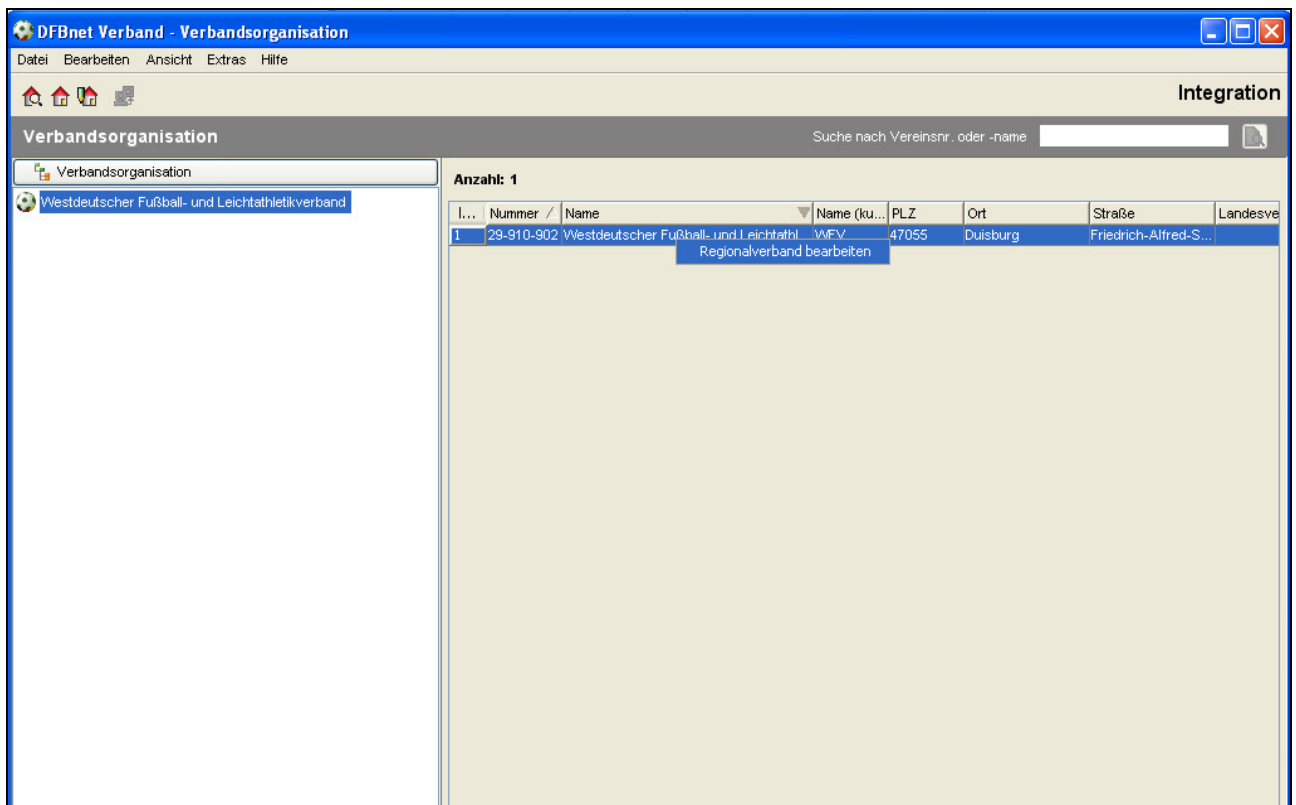 DFBnet Verband - Verbandsorganisation
Datei Bearbeiten Ansicht Extras Hilfe
Integration
Verbandsorganisation Suche nach Vereinsnr. oder -name
Verbandsorganisation
Westdeutscher Fußball- und Leichtathletikverband
Anzahl: 1
I... Nummer Name Name (ku... PLZ Ort Straße Landesve
1 29-910-902 Westdeutscher Fußball- und Leichtathl... WFV 47055 Duisburg Friedrich-Alfred-S...
Regionalverband bearbeiten